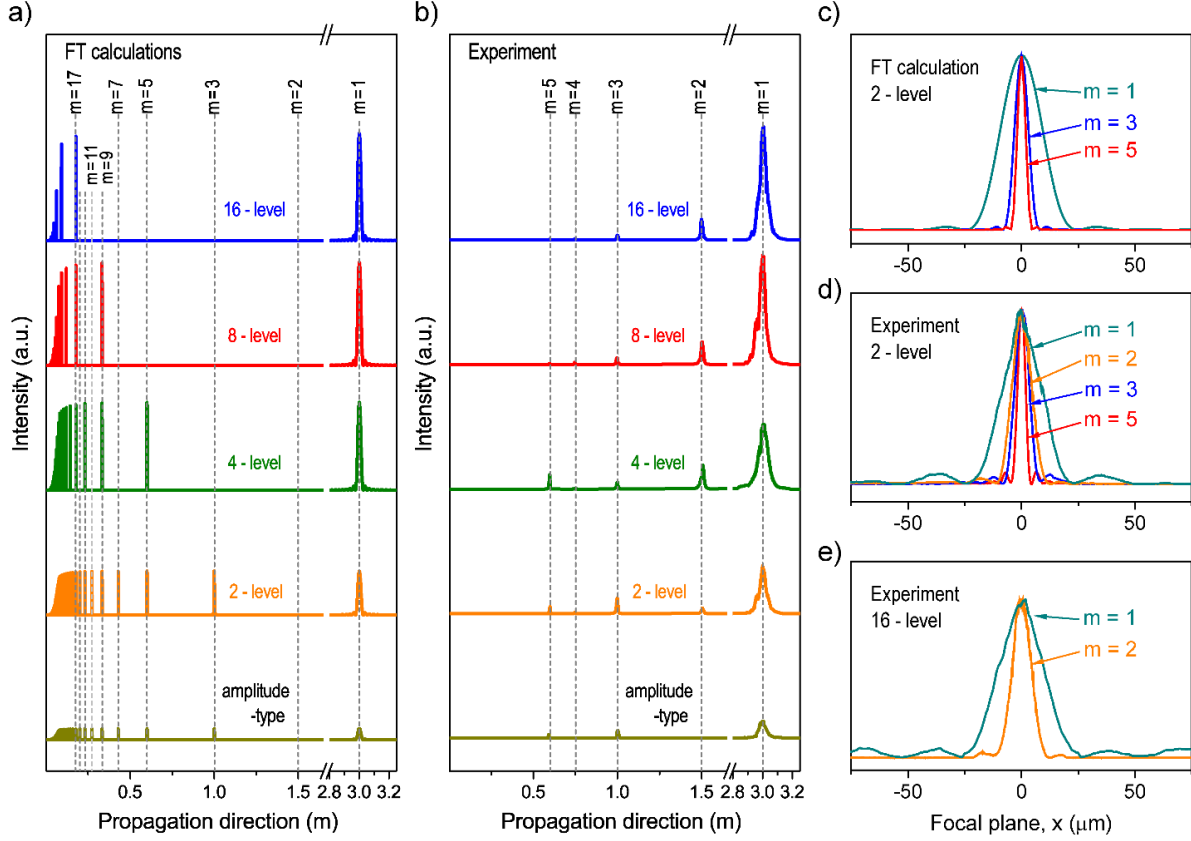 a)
FT calculations
m=17
m=11
m=9
m=7
m=5
m=3
m=2
m=1
16 - level
8 - level
4 - level
2 - level
amplitude
-type
Intensity (a.u.)
0.5
1.0
1.5
2.8
3.0
3.2
Propagation direction (m)
b)
Experiment
m=5
m=4
m=3
m=2
m=1
16 - level
8 - level
4 - level
2 - level
amplitude
-type
Intensity (a.u.)
0.5
1.0
1.5
2.8
3.0
3.2
Propagation direction (m)
c)
FT calculation
2 - level
m = 1
m = 3
m = 5
-50
0
50
d)
Experiment
2 - level
m = 1
m = 2
m = 3
m = 5
-50
0
50
e)
Experiment
16 - level
m = 1
m = 2
-50
0
50
Focal plane, x (μm)